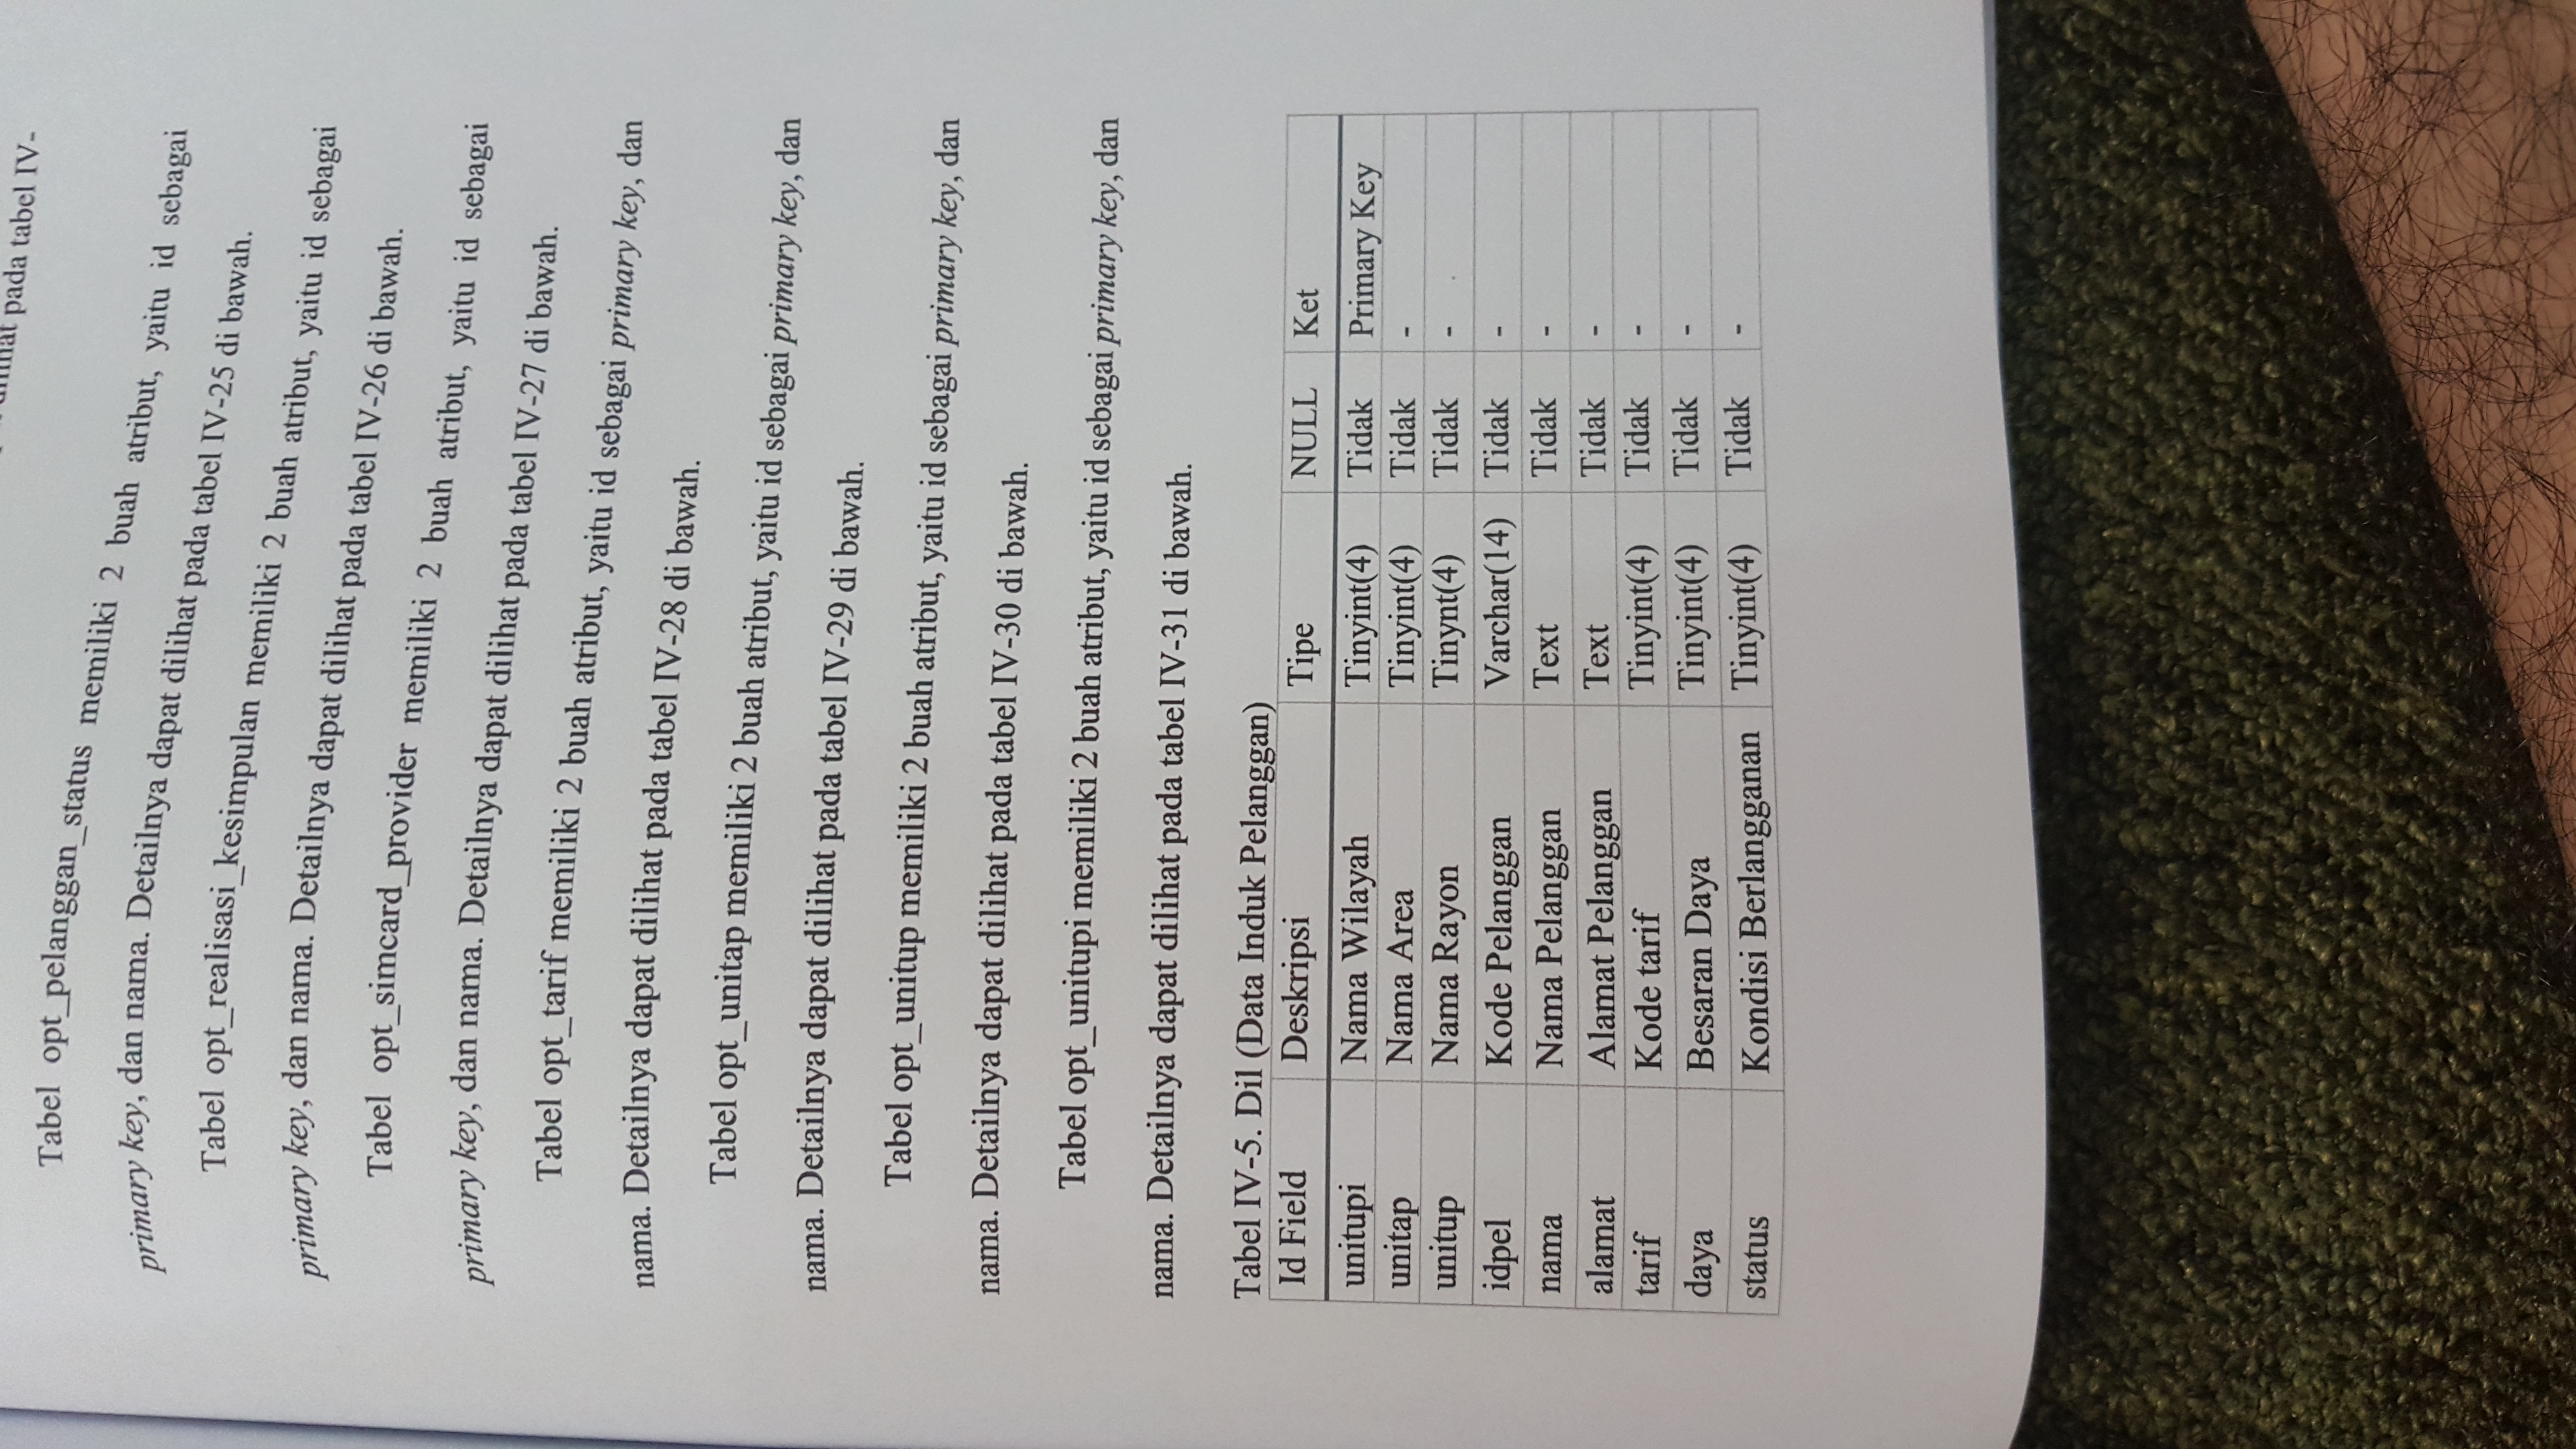 pada tabel IV-
Tabel opt_pelanggan_status memiliki 2 buah atribut, yaitu id sebagai
primary key, dan nama. Detailnya dapat dilihat pada tabel IV-25 di bawah.
Tabel opt_realisasi_kesimpulan memiliki 2 buah atribut, yaitu id sebagai
primary key, dan nama. Detailnya dapat dilihat pada tabel IV-26 di bawah.
Tabel opt_simcard_provider memiliki 2 buah atribut, yaitu id sebagai
primary key, dan nama. Detailnya dapat dilihat pada tabel IV-27 di bawah.
Tabel opt_tarif memiliki 2 buah atribut, yaitu id sebagai primary key, dan
nama. Detailnya dapat dilihat pada tabel IV-28 di bawah.
Tabel opt_unitap memiliki 2 buah atribut, yaitu id sebagai primary key, dan
nama. Detailnya dapat dilihat pada tabel IV-29 di bawah.
Tabel opt_unitup memiliki 2 buah atribut, yaitu id sebagai primary key, dan
nama. Detailnya dapat dilihat pada tabel IV-30 di bawah.
Tabel opt_unitupi memiliki 2 buah atribut, yaitu id sebagai primary key, dan
nama. Detailnya dapat dilihat pada tabel IV-31 di bawah.
Tabel IV-5. Dil (Data Induk Pelanggan)
Id Field Deskripsi Tipe NULL Ket
unitupi Nama Wilayah Tinyint(4) Tidak Primary Key
unitap Nama Area Tinyint(4) Tidak -
unitup Nama Rayon Tinynt(4) Tidak -
idpel Kode Pelanggan Varchar(14) Tidak -
nama Nama Pelanggan Text Tidak -
alamat Alamat Pelanggan Text Tidak -
tarif Kode tarif Tinyint(4) Tidak -
daya Besaran Daya Tinyint(4) Tidak -
status Kondisi Berlangganan Tinyint(4) Tidak -